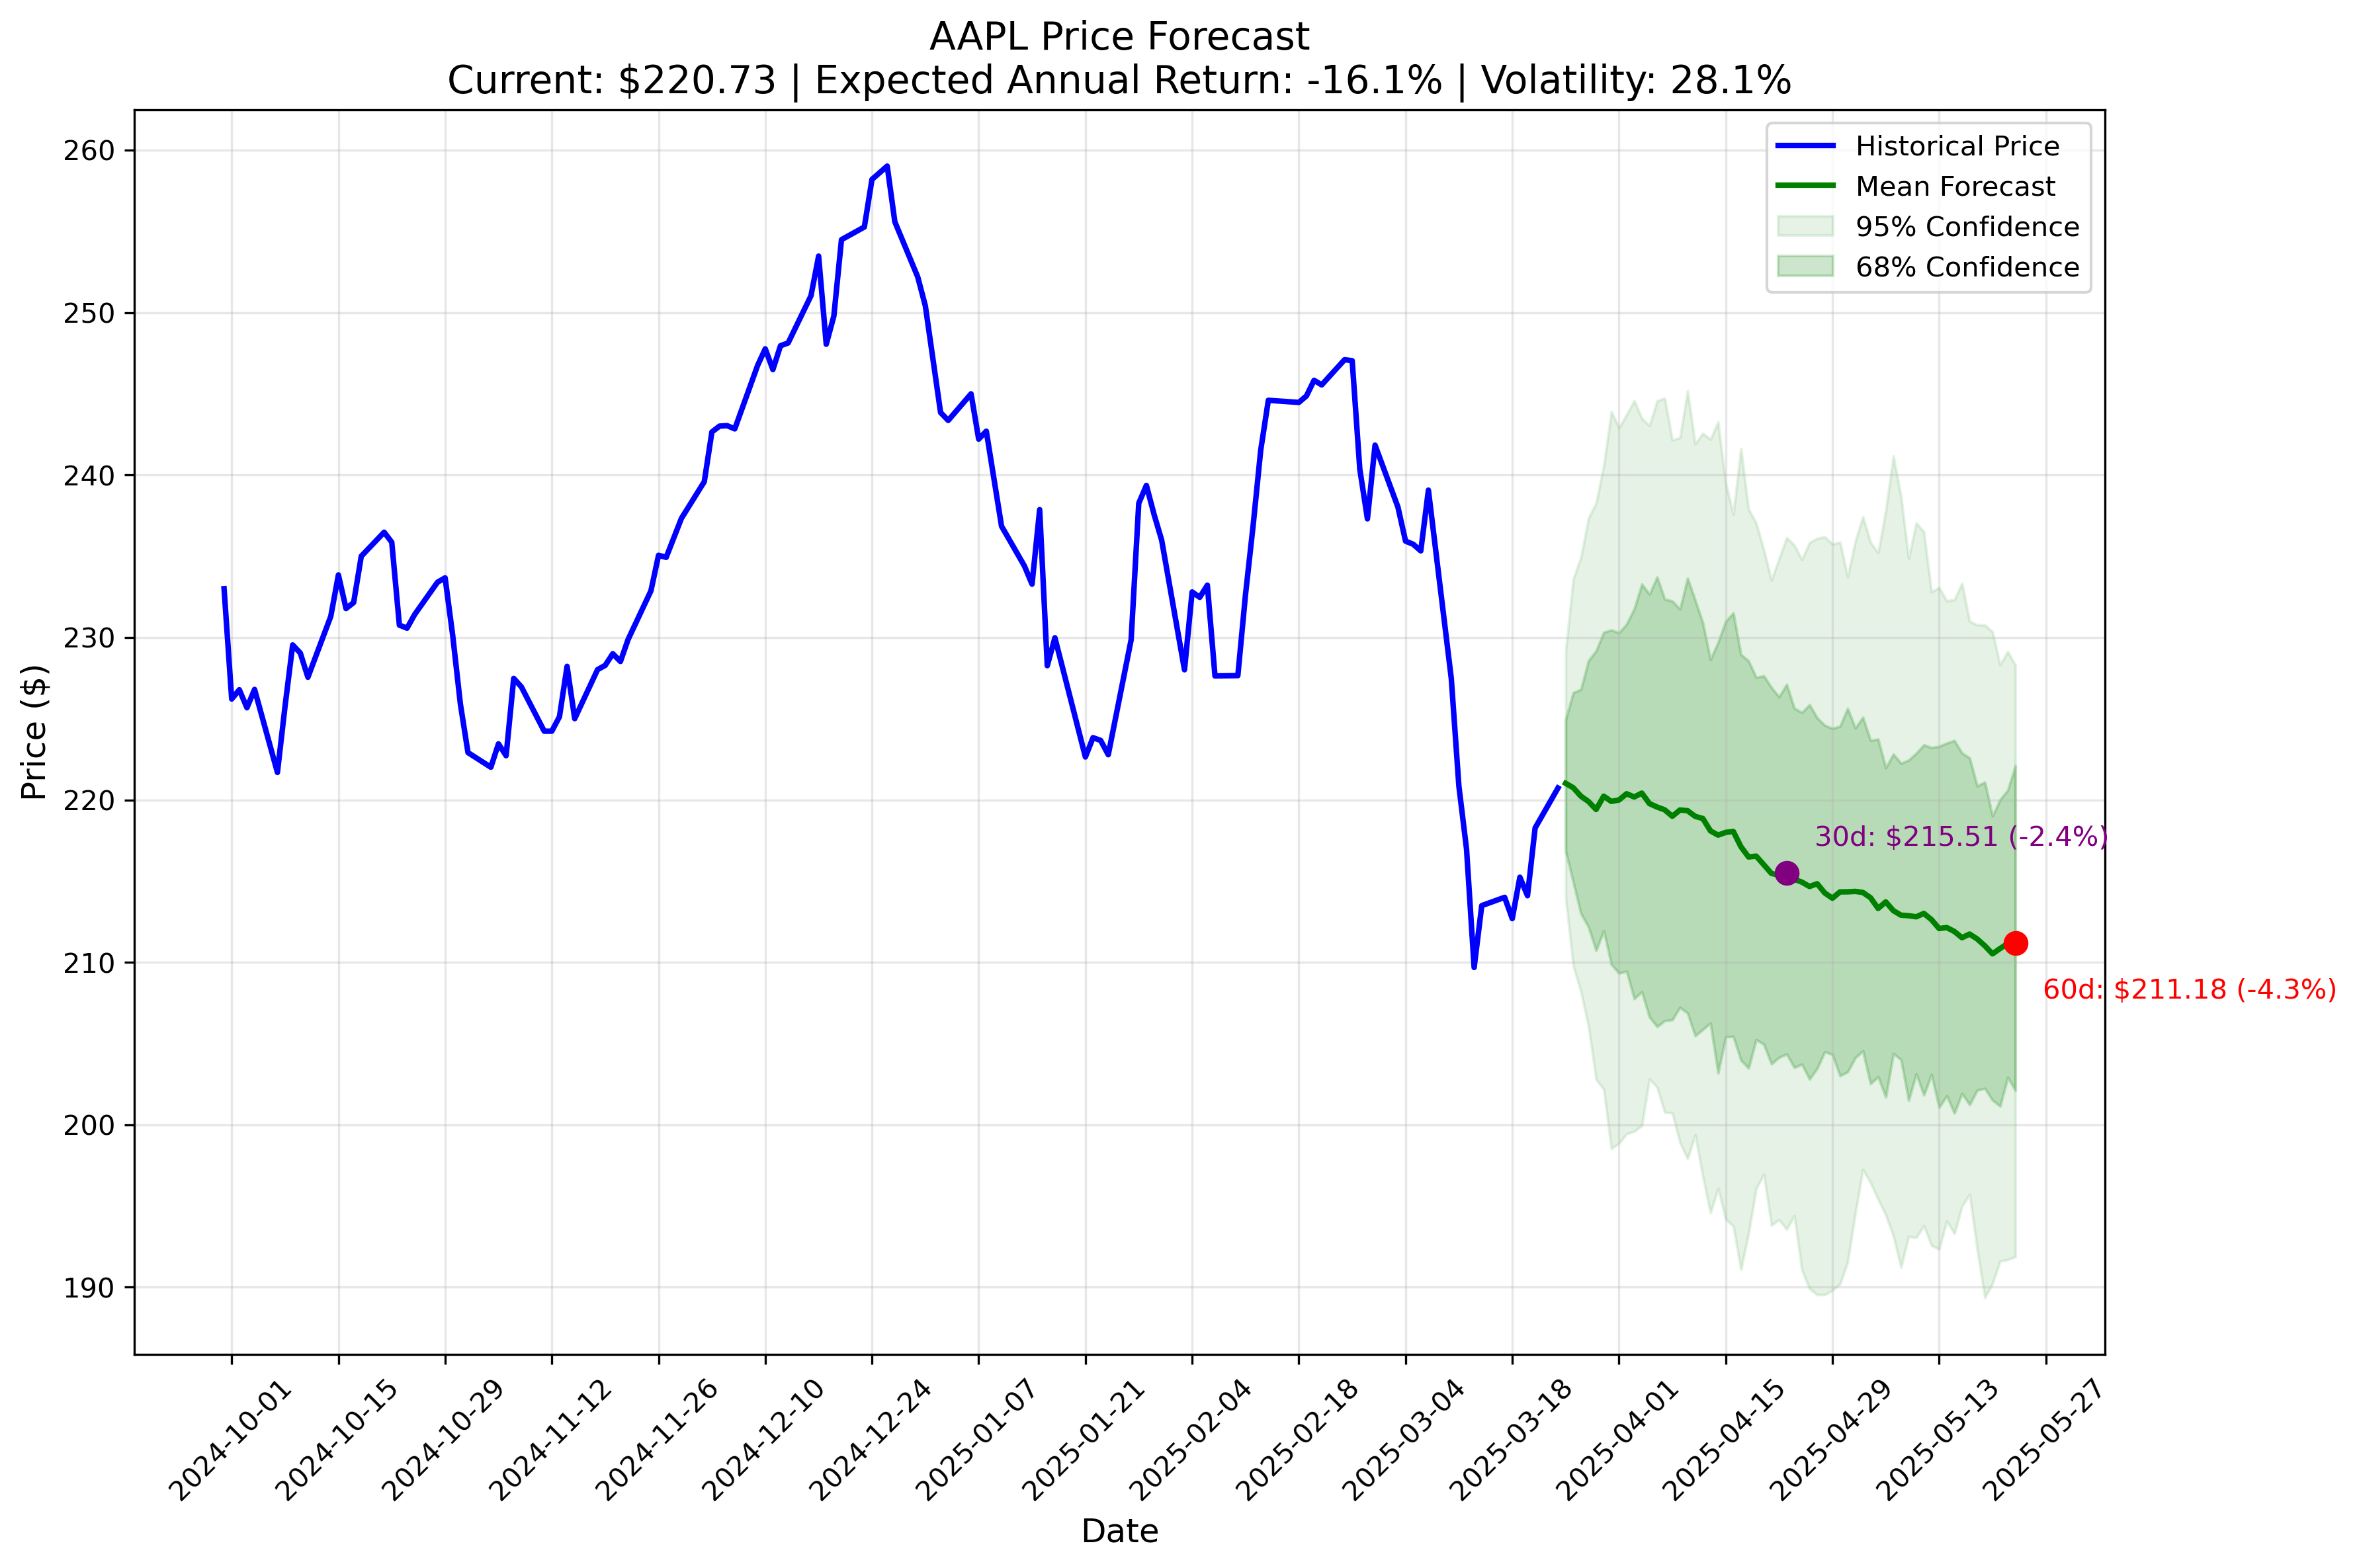 AAPL Price Forecast
Current: $220.73 | Expected Annual Return: -16.1% | Volatility: 28.1%
Historical Price
Mean Forecast
95% Confidence
68% Confidence
Price ($)
260
250
240
230
220
210
200
190
30d: $215.51 (-2.4%)
60d: $211.18 (-4.3%)
2024-10-01
2024-10-15
2024-10-29
2024-11-12
2024-11-26
2024-12-10
2024-12-24
2025-01-07
2025-01-21
2025-02-04
2025-02-18
2025-03-04
2025-03-18
2025-04-01
2025-04-15
2025-04-29
2025-05-13
2025-05-27
Date